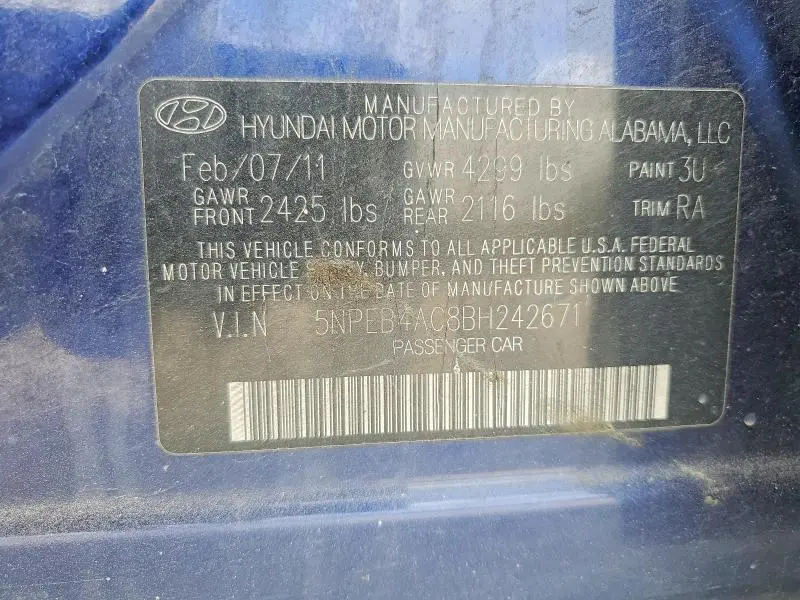 MANUFACTURED BY
HYUNDAI MOTOR MANUFACTURING ALABAMA, LLC
Feb/07/11 GVWR 4299 lbs PAINT 3U
GAWR FRONT 2425 lbs GAWR REAR 2116 lbs TRIM RA
THIS VEHICLE CONFORMS TO ALL APPLICABLE U.S.A. FEDERAL
MOTOR VEHICLE BUMPER, AND THEFT PREVENTION STANDARDS
IN EFFECT ON THE DATE OF MANUFACTURING SHOWN ABOVE
V.I.N 5NPEB4AC8BH242671
PASSENGER CAR